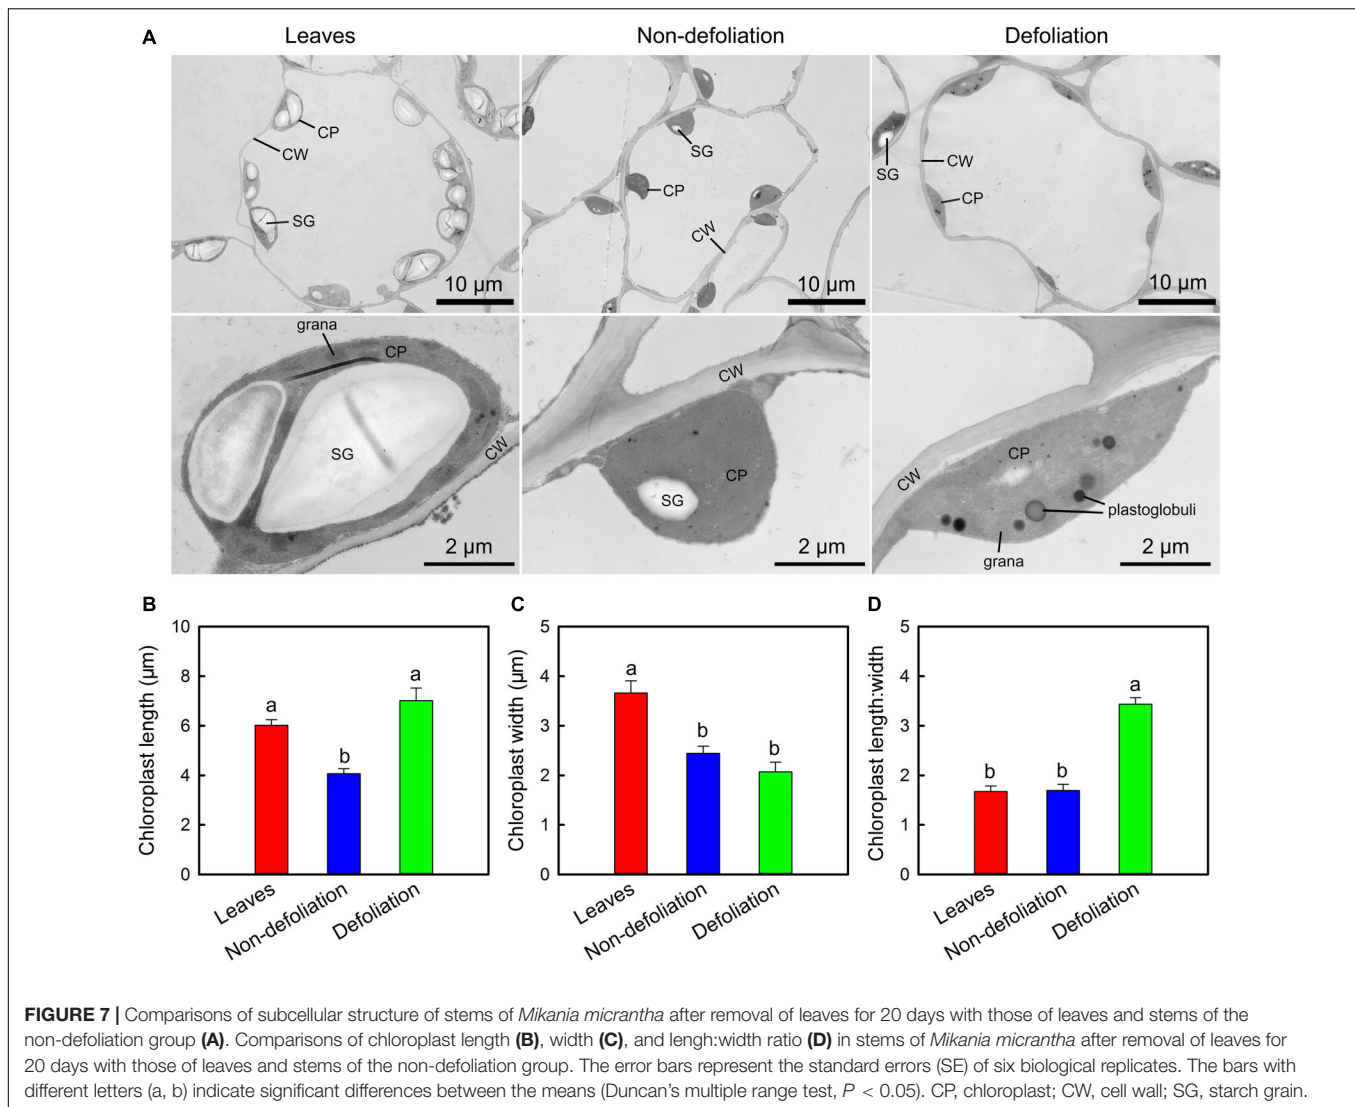 A
Leaves
Non-defoliation
Defoliation
CP
CW
SG
10 µm
SG
CP
CW
10 µm
SG
CW
CP
10 µm
grana
CP
SG
CW
2 µm
CW
CP
SG
2 µm
CP
CW
plastoglobuli
grana
2 µm
B
Chloroplast length (µm)
10
8
6
4
2
0
a
b
a
Leaves
Non-defoliation
Defoliation
C
Chloroplast width (µm)
5
4
3
2
1
0
a
b
b
Leaves
Non-defoliation
Defoliation
D
Chloroplast length:width
5
4
3
2
1
0
b
b
a
Leaves
Non-defoliation
Defoliation
FIGURE 7 | Comparisons of subcellular structure of stems of Mikania micrantha after removal of leaves for 20 days with those of leaves and stems of the
non-defoliation group (A). Comparisons of chloroplast length (B), width (C), and lengh:width ratio (D) in stems of Mikania micrantha after removal of leaves for
20 days with those of leaves and stems of the non-defoliation group. The error bars represent the standard errors (SE) of six biological replicates. The bars with
different letters (a, b) indicate significant differences between the means (Duncan's multiple range test, P < 0.05). CP, chloroplast; CW, cell wall; SG, starch grain.